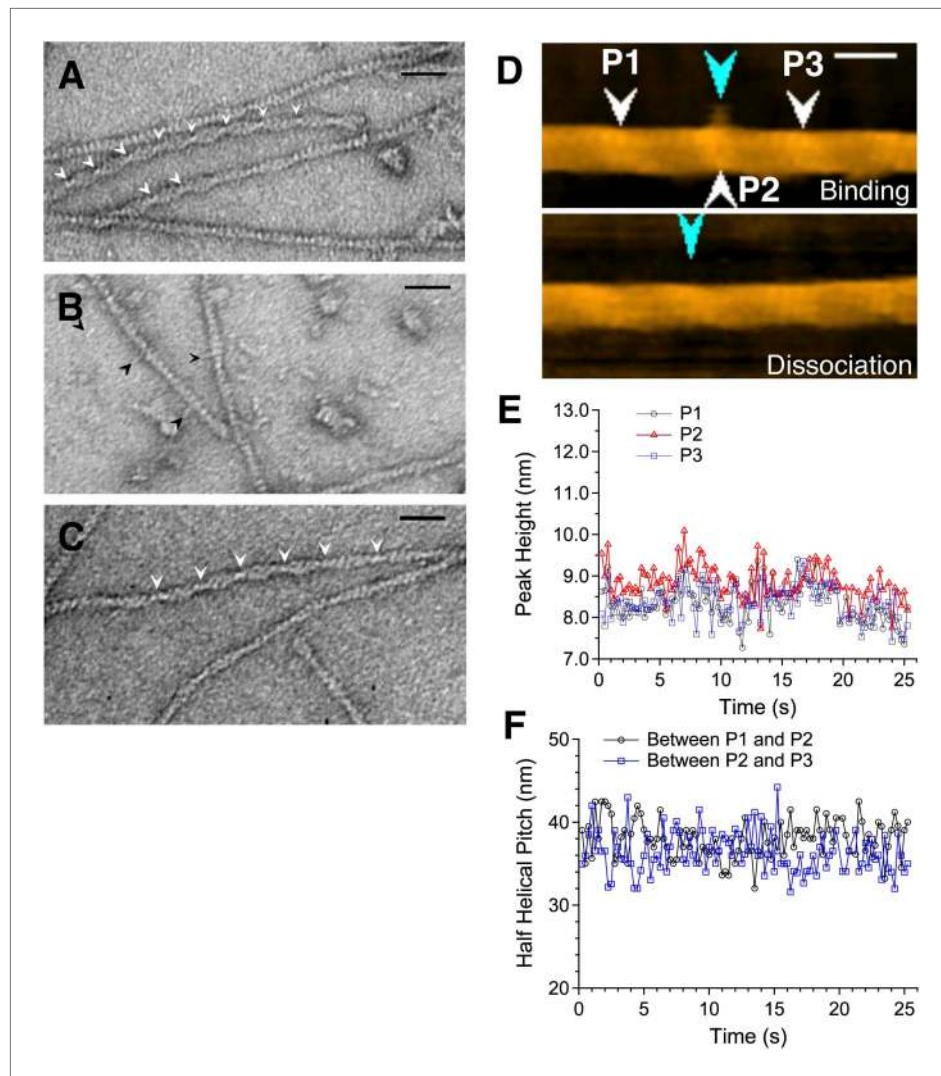 A
B
C
D
P1
P3
P2
Binding
Dissociation
E
13.0
12.0
11.0
10.0
9.0
8.0
7.0
Peak Height (nm)
P1
P2
P3
0 5 10 15 20 25
Time (s)
F
50
40
30
20
Half Helical Pitch (nm)
Between P1 and P2
Between P2 and P3
0 5 10 15 20 25
Time (s)